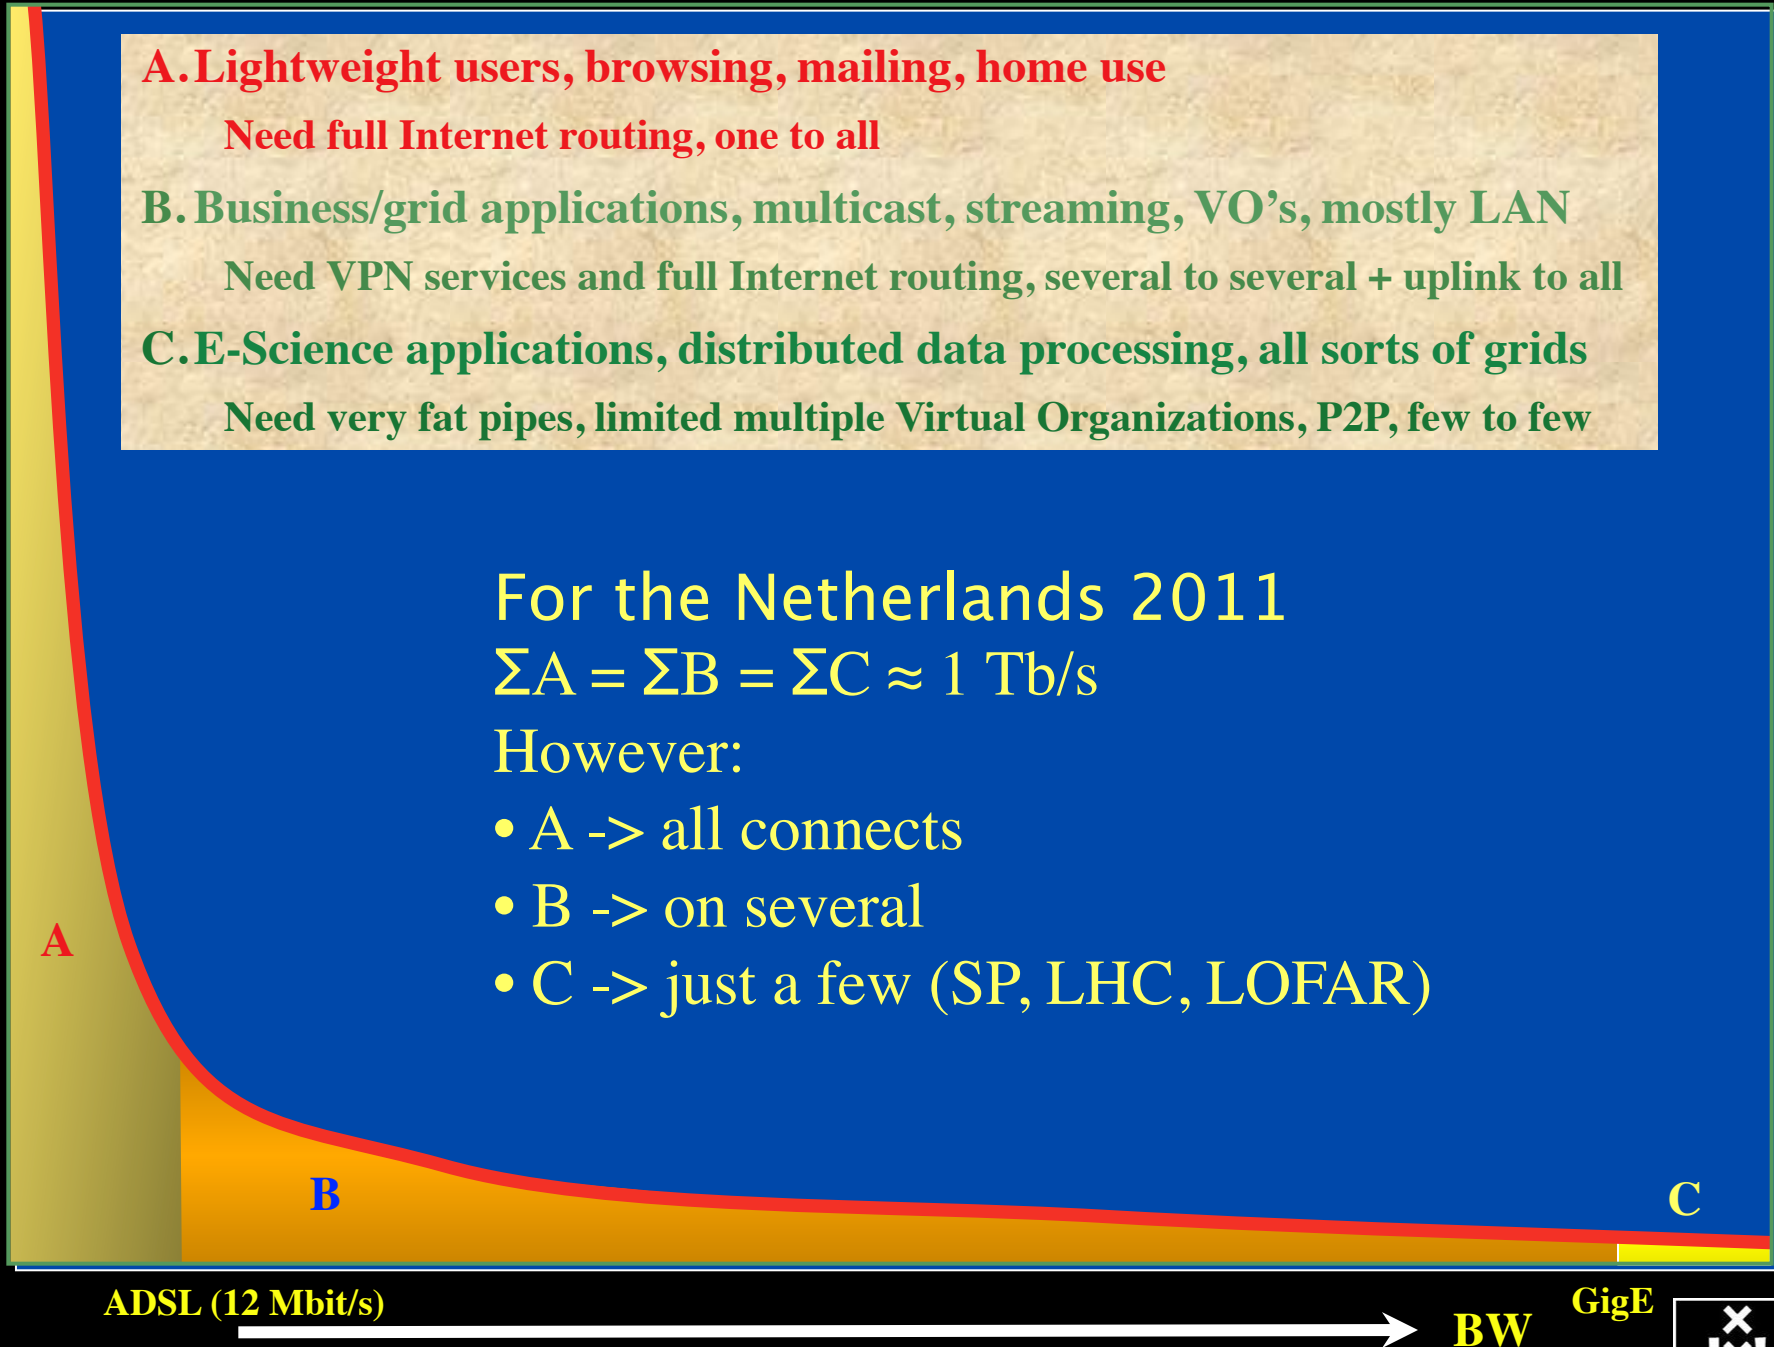 A. Lightweight users, browsing, mailing, home use
Need full Internet routing, one to all
B. Business/grid applications, multicast, streaming, VO's, mostly LAN
Need VPN services and full Internet routing, several to several + uplink to all
C. E-Science applications, distributed data processing, all sorts of grids
Need very fat pipes, limited multiple Virtual Organizations, P2P, few to few
For the Netherlands 2011
ΣA = ΣB = ΣC ≈ 1 Tb/s
However:
• A -> all connects
• B -> on several
• C -> just a few (SP, LHC, LOFAR)
A
B
C
ADSL (12 Mbit/s)
BW
GigE